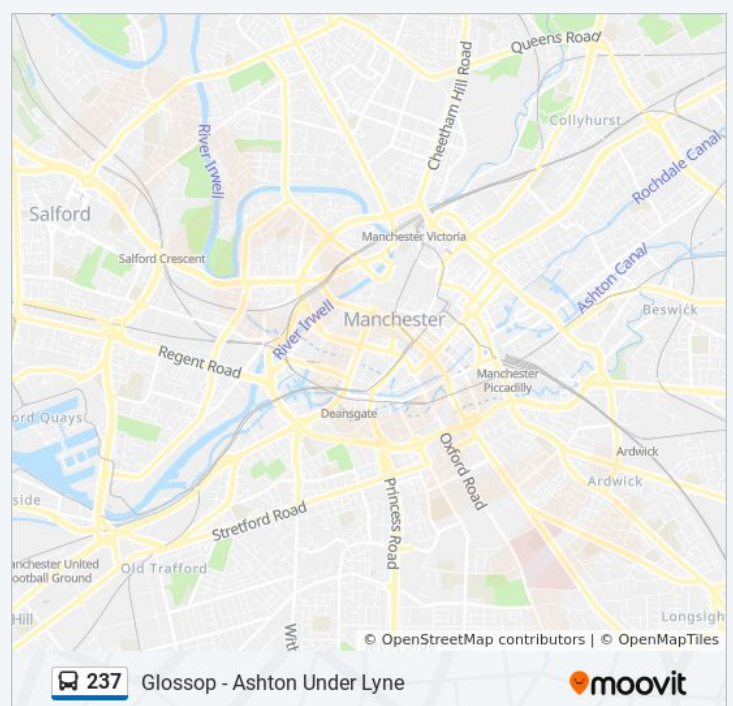 Queens Road
Cheetham Hill Road
Collyhurst
River Irwell
Rochdale Canal
Salford
Manchester Victoria
Salford Crescent
Ashton Canal
River Irwell
Manchester
Beswick
Regent Road
Manchester
Piccadilly
Deansgate
ord Quays
Oxford Road
Ardwick
Ardwick
Princess Road
side
Stretford Road
anchester United
ootball Ground
Old Trafford
Hill
With
Longsigh
© OpenStreetMap contributors | © OpenMapTiles
237 Glossop - Ashton Under Lyne
moovit